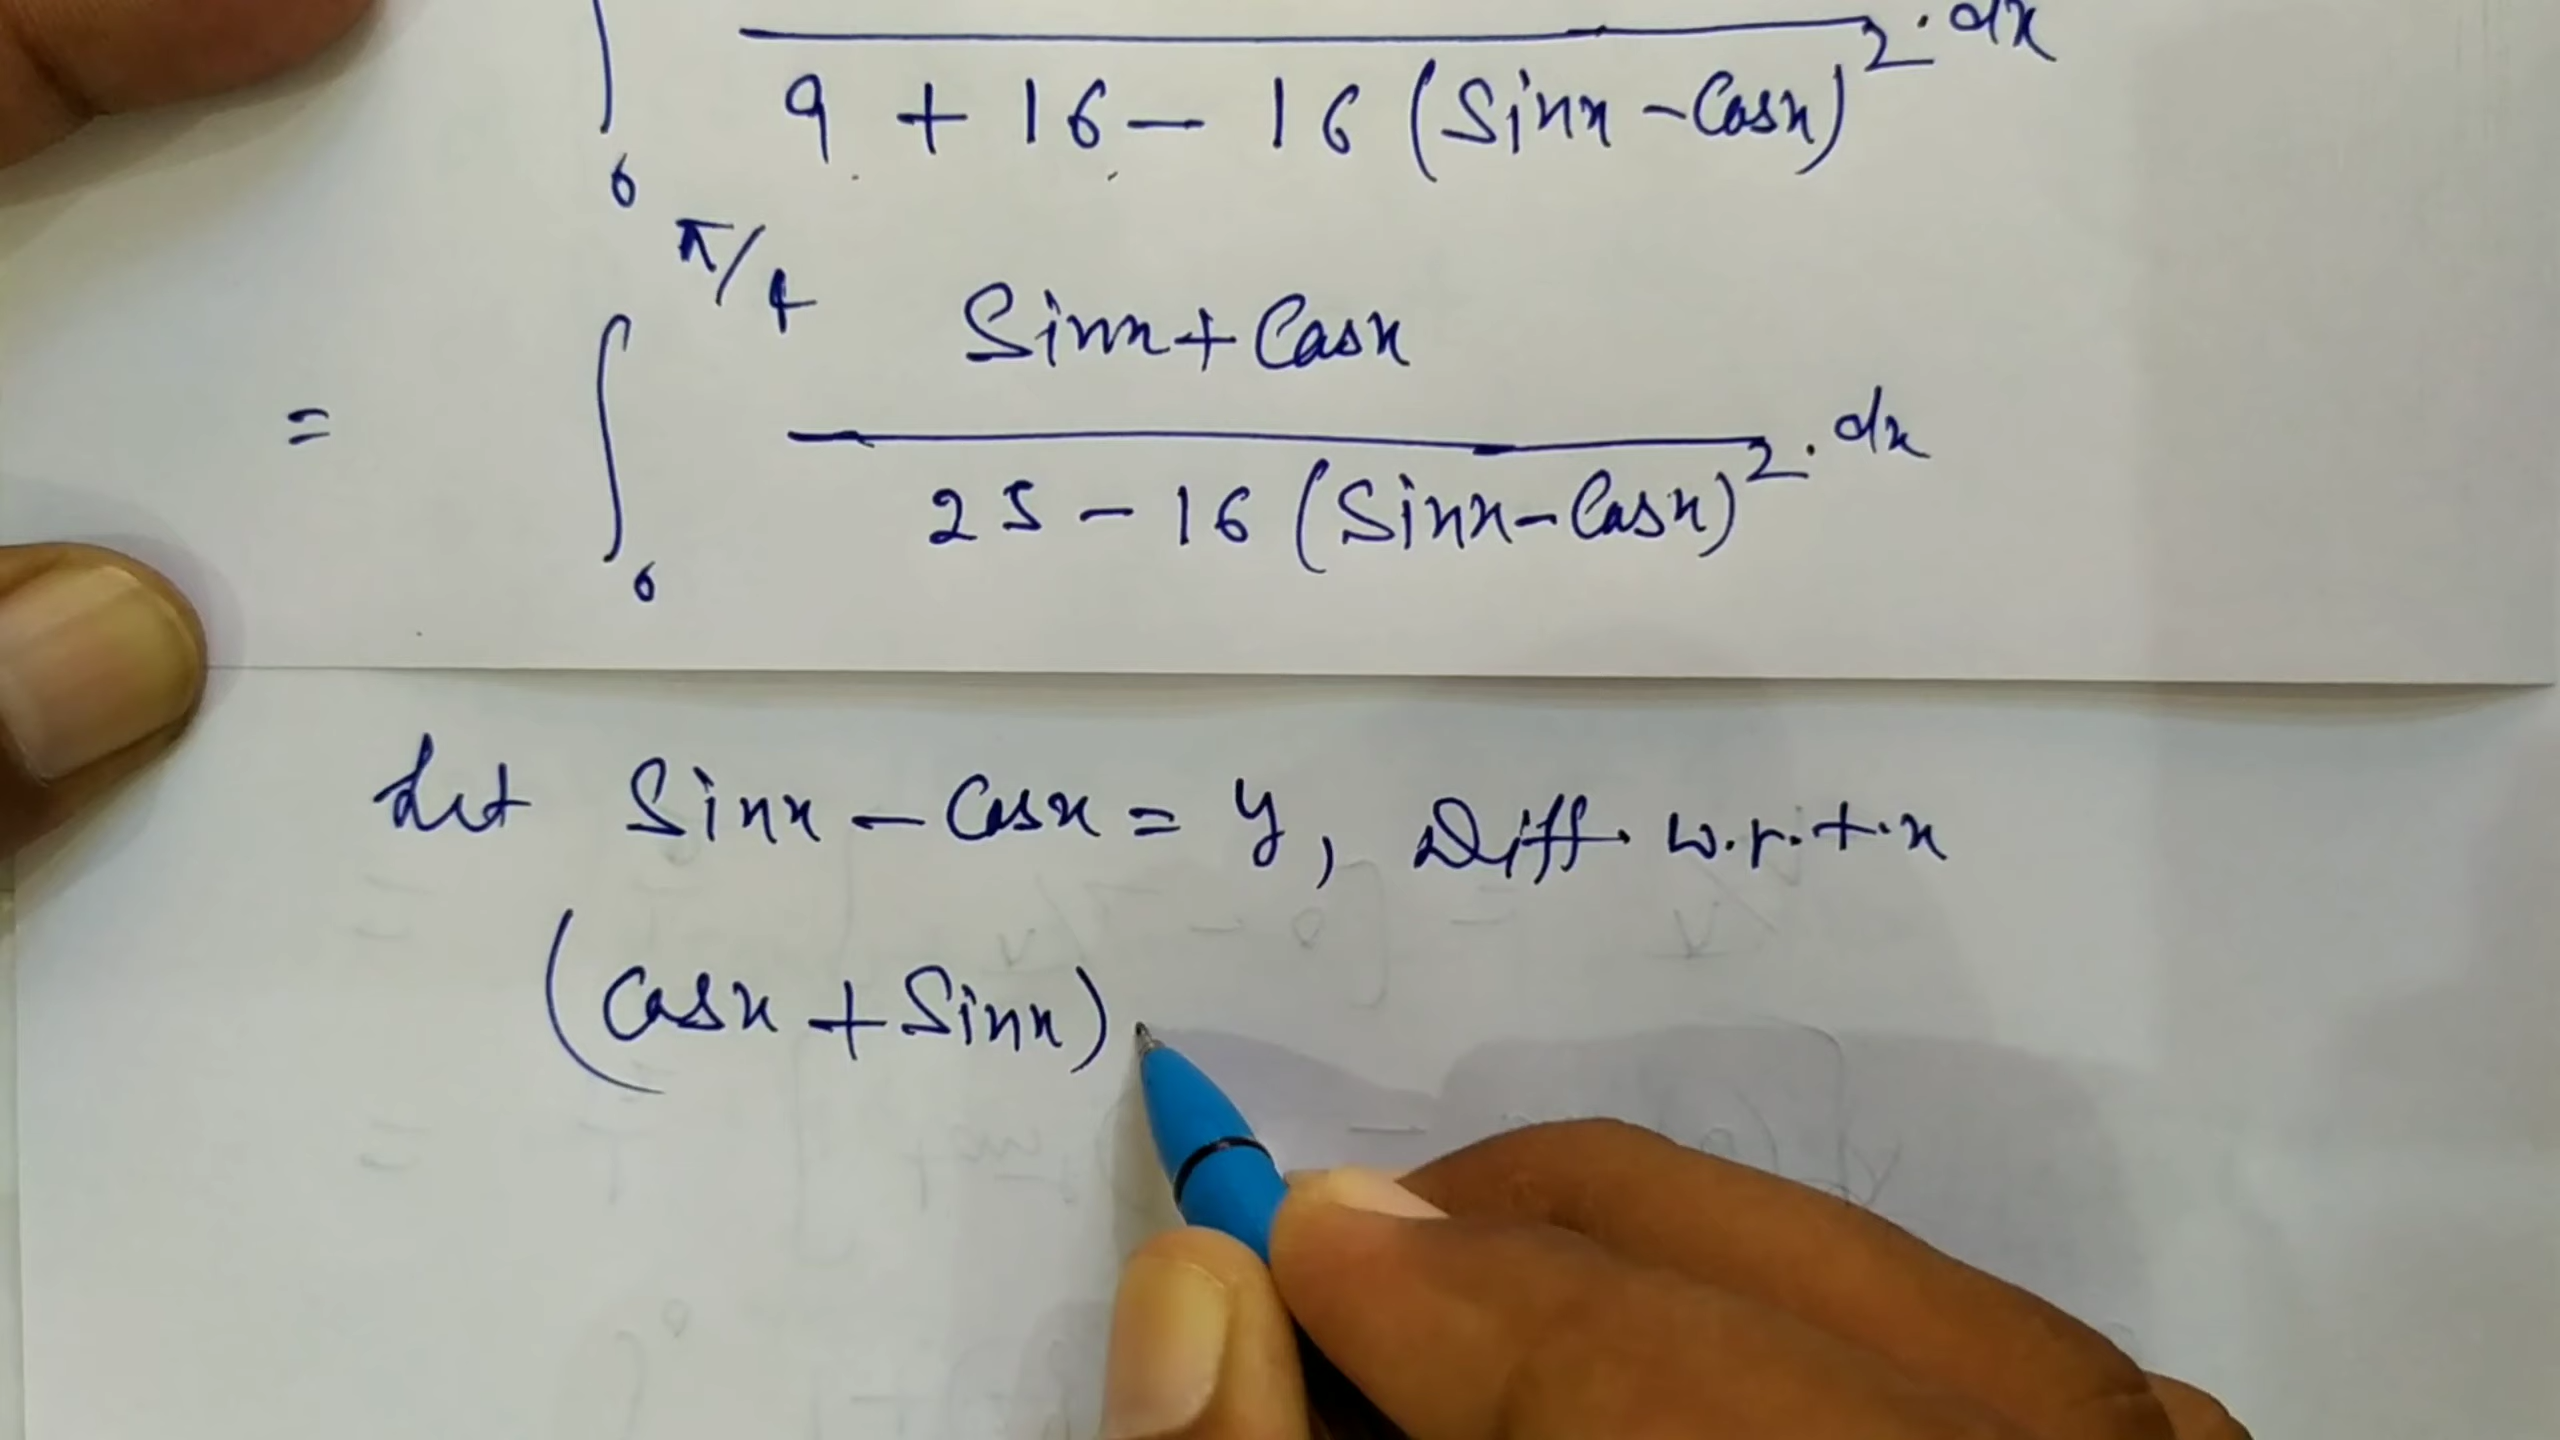 ∫₀ ―――――― . dx
9 + 16 - 16 (Sinx - Cosx)²
= ∫₀^π/4 (Sinx + Cosx) / (25 - 16 (Sinx - Cosx)²) . dx
Let Sinx - Cosx = y, Diff. w.r.t.x
(Cosx + Sinx) .